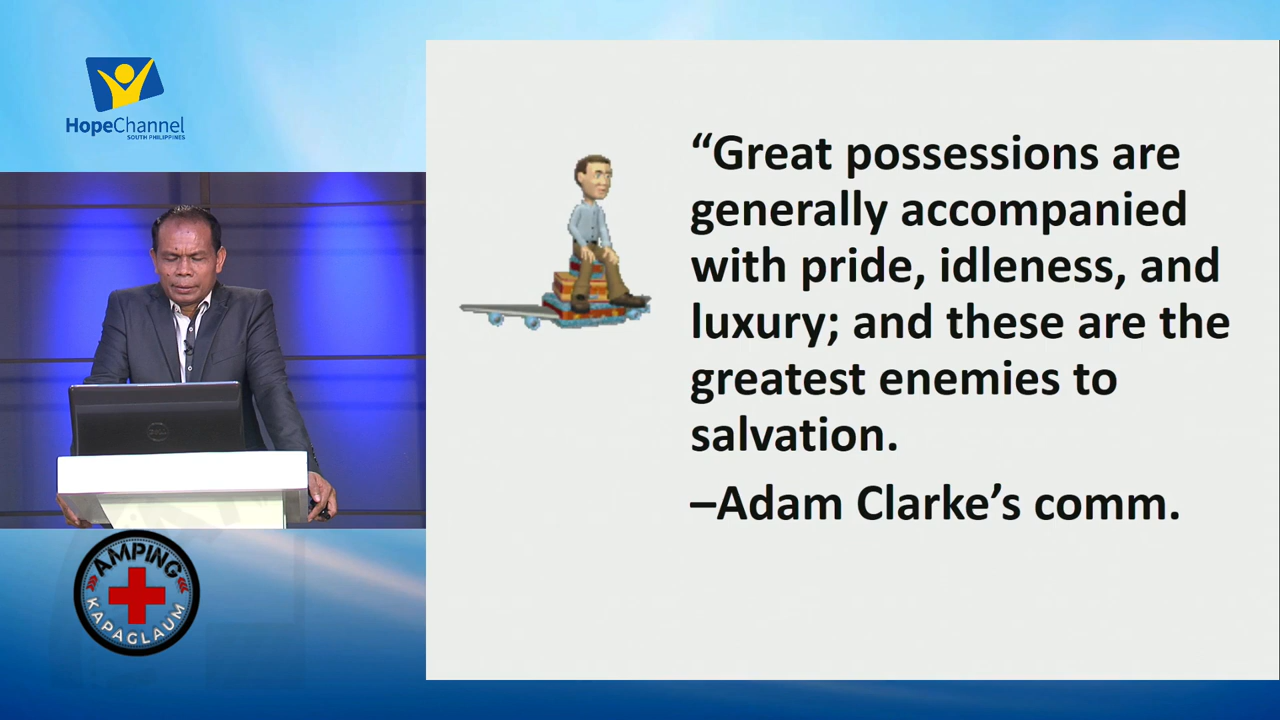 HopeChannel
SOUTH PHILIPPINES
“Great possessions are
generally accompanied
with pride, idleness, and
luxury; and these are the
greatest enemies to
salvation.
–Adam Clarke’s comm.
DELL
AMPING
KAPAGLAUM